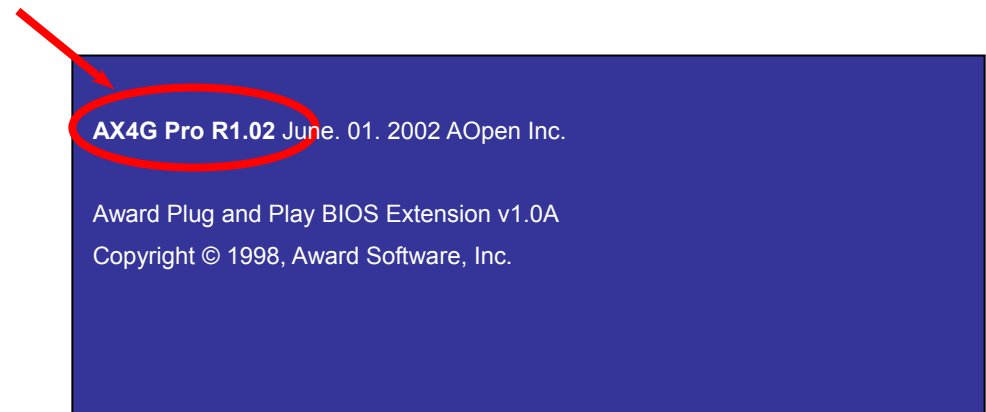 AX4G Pro R1.02 June. 01. 2002 AOpen Inc.
Award Plug and Play BIOS Extension v1.0A
Copyright © 1998, Award Software, Inc.